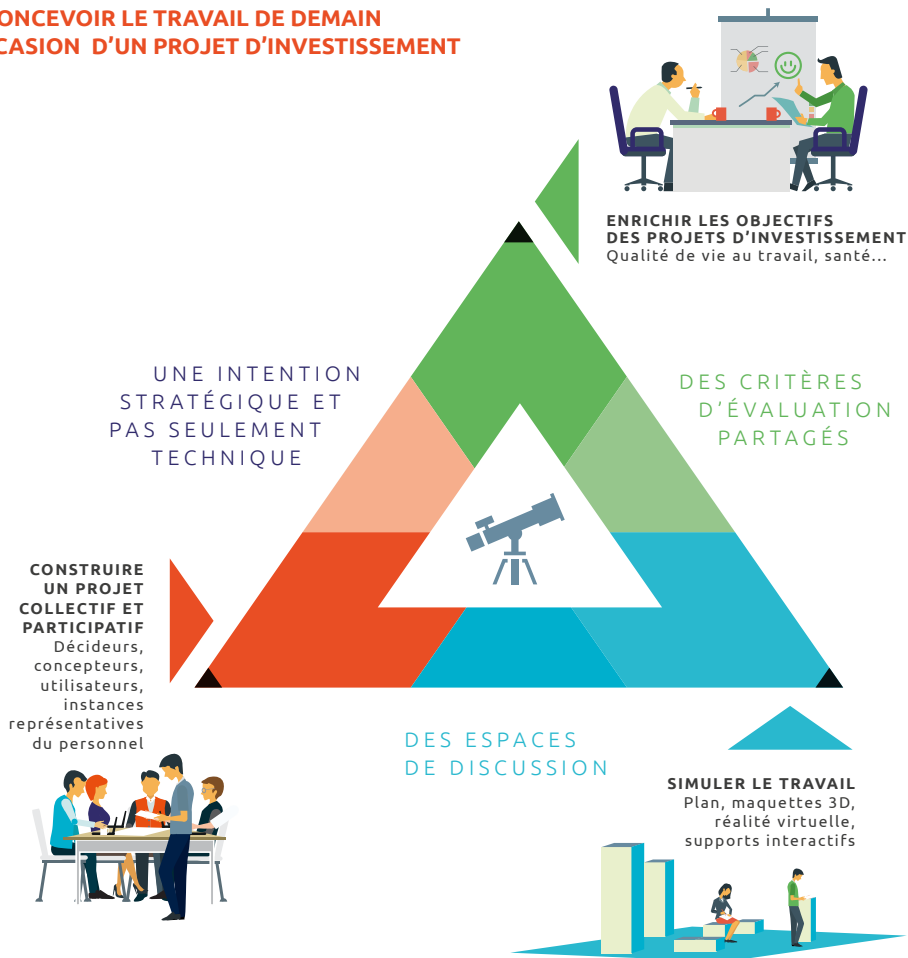 ONCEVOIR LE TRAVAIL DE DEMAIN
CASION D’UN PROJET D’INVESTISSEMENT
ENRICHIR LES OBJECTIFS
DES PROJETS D’INVESTISSEMENT
Qualité de vie au travail, santé...
UNE INTENTION
STRATÉGIQUE ET
PAS SEULEMENT
TECHNIQUE
DES CRITÈRES
D’ÉVALUATION
PARTAGÉS
CONSTRUIRE
UN PROJET
COLLECTIF ET
PARTICIPATIF
Décideurs,
concepteurs,
utilisateurs,
instances
représentatives
du personnel
DES ESPACES
DE DISCUSSION
SIMULER LE TRAVAIL
Plan, maquettes 3D,
réalité virtuelle,
supports interactifs